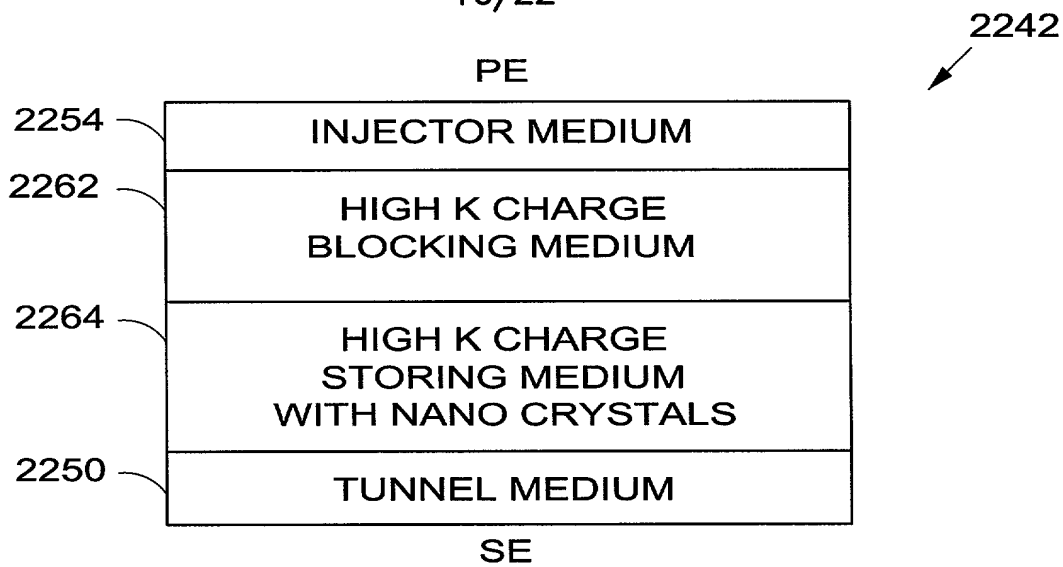 2242
PE
2254
INJECTOR MEDIUM
2262
HIGH K CHARGE
BLOCKING MEDIUM
2264
HIGH K CHARGE
STORING MEDIUM
WITH NANO CRYSTALS
2250
TUNNEL MEDIUM
SE